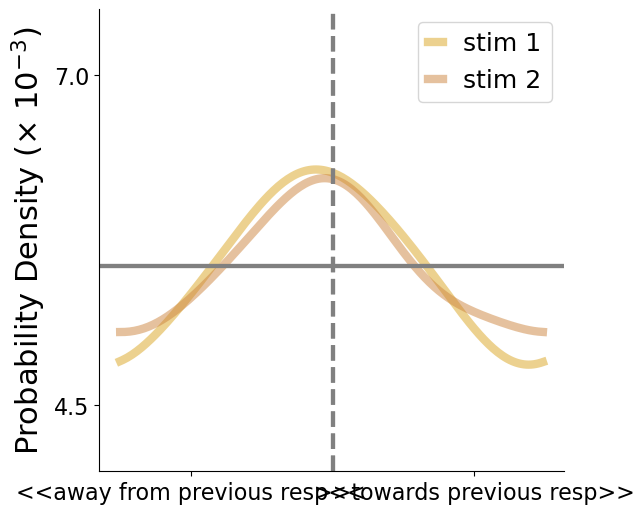 Probability Density (× 10⁻³)
7.0
4.5
stim 1
stim 2
<<away from previous resp>>
<<towards previous resp>>